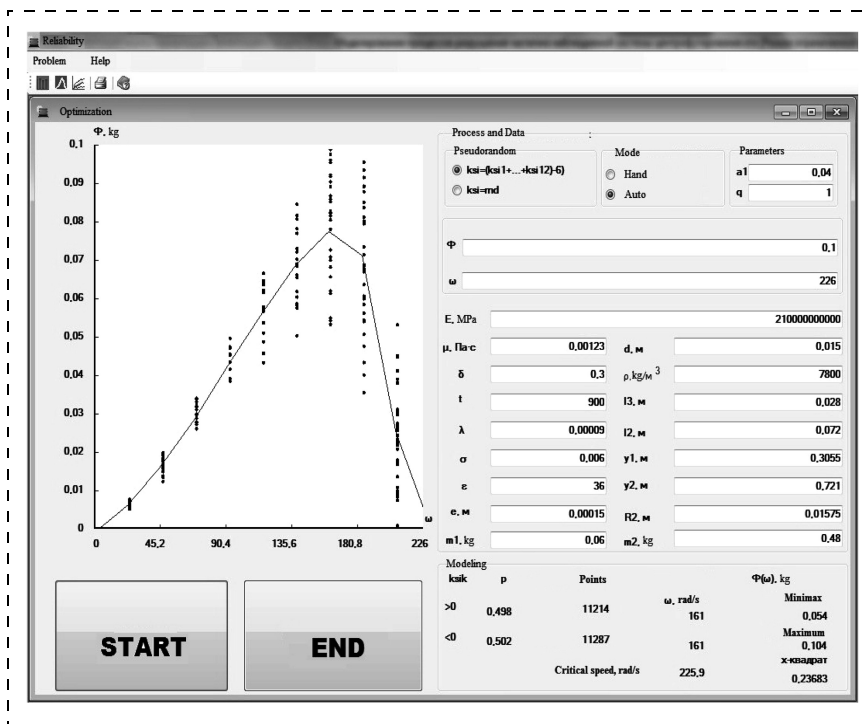 Reliability
Problem Help
Optimization
Φ, kg
0,1
0,09
0,08
0,07
0,06
0,05
0,04
0,03
0,02
0,01
0
0 45,2 90,4 135,6 180,8 226
ω
START END
Process and Data :
Pseudorandom
ksi=(ksi1+...+ksi12)-6)
ksi=rnd
Mode
Hand
Auto
Parameters
a1 0,04
q 1
Φ 0,1
ω 226
E, MPa 210000000000
μ, Па·с 0,00123 d, м 0,015
δ 0,3 ρ,kg/м 3 7800
t 900 l3, м 0,028
λ 0,00009 l2, м 0,072
σ 0,006 y1, м 0,3055
ε 36 y2, м 0,721
e, м 0,00015 R2, м 0,01575
m1, kg 0,06 m2, kg 0,48
Modeling
ksik p Points Φ(ω), kg
ω, rad/s Minimax
>0 0,498 11214 161 0,054
Maximum
<0 0,502 11287 161 0,104
х-квадрат
Critical speed, rad/s 225,9 0,23683